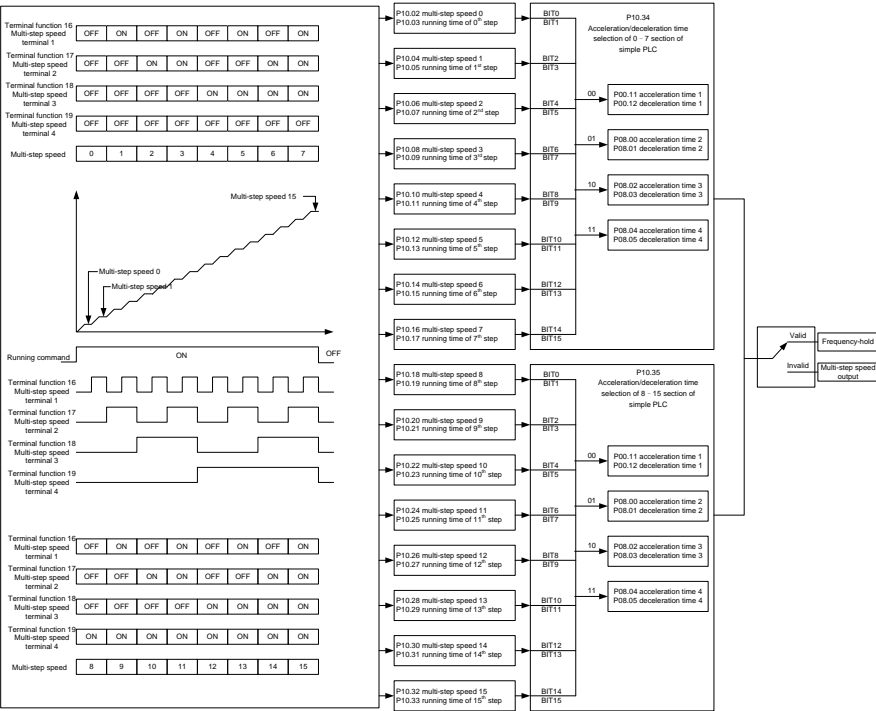 Terminal function 16
Multi-step speed
terminal 1
OFF ON OFF ON OFF ON OFF ON
Terminal function 17
Multi-step speed
terminal 2
OFF OFF ON ON OFF OFF ON ON
Terminal function 18
Multi-step speed
terminal 3
OFF OFF OFF OFF ON ON ON ON
Terminal function 19
Multi-step speed
terminal 4
OFF OFF OFF OFF OFF OFF OFF OFF
Multi-step speed
0 1 2 3 4 5 6 7
Multi-step speed 15
Multi-step speed 0
Multi-step speed 1
Running command
ON
OFF
Terminal function 16
Multi-step speed
terminal 1
Terminal function 17
Multi-step speed
terminal 2
Terminal function 18
Multi-step speed
terminal 3
Terminal function 19
Multi-step speed
terminal 4
Terminal function 16
Multi-step speed
terminal 1
OFF ON OFF ON OFF ON OFF ON
Terminal function 17
Multi-step speed
terminal 2
OFF OFF ON ON OFF OFF ON ON
Terminal function 18
Multi-step speed
terminal 3
OFF OFF OFF OFF ON ON ON ON
Terminal function 19
Multi-step speed
terminal 4
ON ON ON ON ON ON ON ON
Multi-step speed
8 9 10 11 12 13 14 15
P10.02 multi-step speed 0
P10.03 running time of 0th step
P10.04 multi-step speed 1
P10.05 running time of 1st step
P10.06 multi-step speed 2
P10.07 running time of 2nd step
P10.08 multi-step speed 3
P10.09 running time of 3rd step
P10.10 multi-step speed 4
P10.11 running time of 4th step
P10.12 multi-step speed 5
P10.13 running time of 5th step
P10.14 multi-step speed 6
P10.15 running time of 6th step
P10.16 multi-step speed 7
P10.17 running time of 7th step
P10.18 multi-step speed 8
P10.19 running time of 8th step
P10.20 multi-step speed 9
P10.21 running time of 9th step
P10.22 multi-step speed 10
P10.23 running time of 10th step
P10.24 multi-step speed 11
P10.25 running time of 11th step
P10.26 multi-step speed 12
P10.27 running time of 12th step
P10.28 multi-step speed 13
P10.29 running time of 13th step
P10.30 multi-step speed 14
P10.31 running time of 14th step
P10.32 multi-step speed 15
P10.33 running time of 15th step
BIT0
BIT1
BIT2
BIT3
BIT4
BIT5
BIT6
BIT7
BIT8
BIT9
BIT10
BIT11
BIT12
BIT13
BIT14
BIT15
P10.34
Acceleration/deceleration time
selection of 0 - 7 section of
simple PLC
00
P00.11 acceleration time 1
P00.12 deceleration time 1
01
P08.00 acceleration time 2
P08.01 deceleration time 2
10
P08.02 acceleration time 3
P08.03 deceleration time 3
11
P08.04 acceleration time 4
P08.05 deceleration time 4
BIT0
BIT1
BIT2
BIT3
BIT4
BIT5
BIT6
BIT7
BIT8
BIT9
BIT10
BIT11
BIT12
BIT13
BIT14
BIT15
P10.35
Acceleration/deceleration time
selection of 8 - 15 section of
simple PLC
00
P00.11 acceleration time 1
P00.12 deceleration time 1
01
P08.00 acceleration time 2
P08.01 deceleration time 2
10
P08.02 acceleration time 3
P08.03 deceleration time 3
11
P08.04 acceleration time 4
P08.05 deceleration time 4
Valid
Frequency-hold
Invalid
Multi-step speed
output